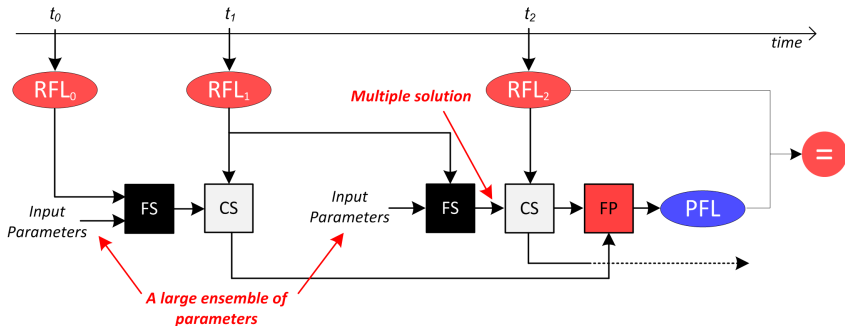 t0 t1 t2
time
RFL0 RFL1 RFL2
Multiple solution
=
Input
Parameters
FS
CS
Input
Parameters
FS
CS
FP
PFL
A large ensemble of
parameters